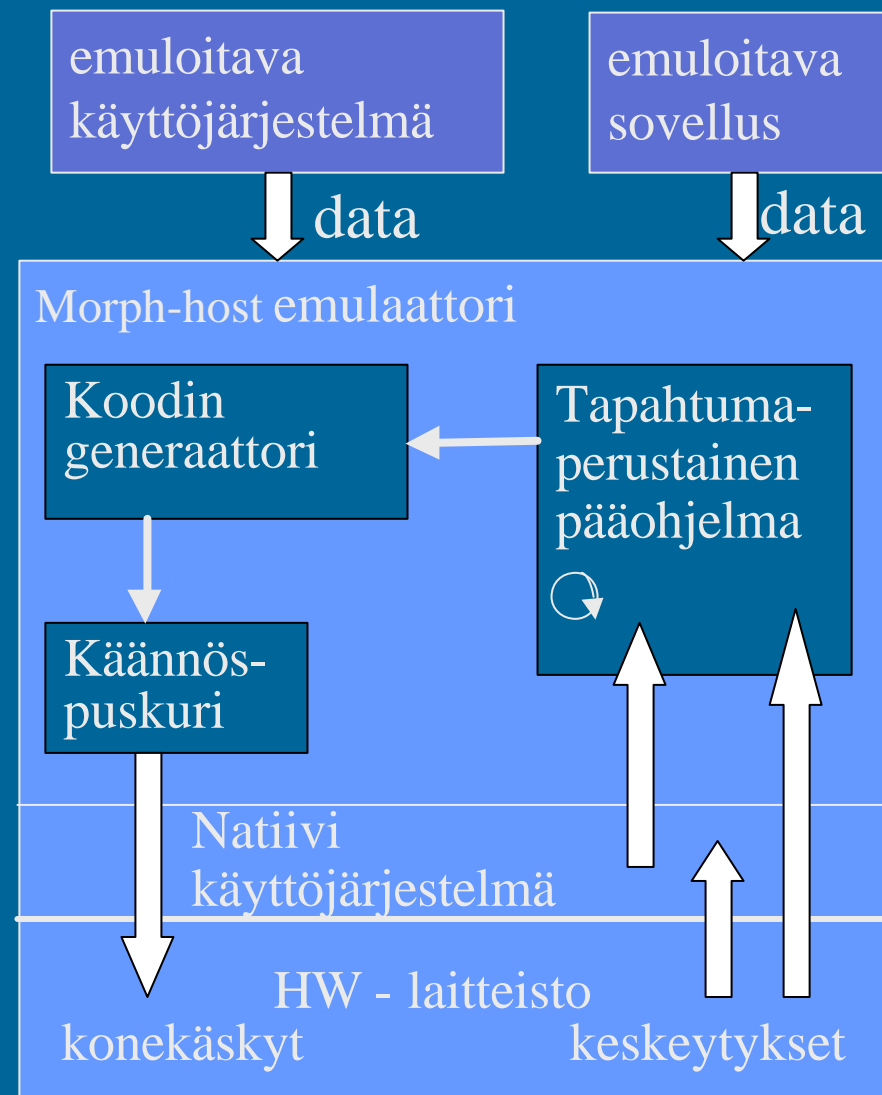 emuloitava
käyttöjärjestelmä
emuloitava
sovellus
data
data
Morph-host emulaattori
Koodin
generaattori
Tapahtuma-
perustainen
pääohjelma
Käännös-
puskuri
Natiivi
käyttöjärjestelmä
HW - laitteisto
konekäskyt
keskeytykset